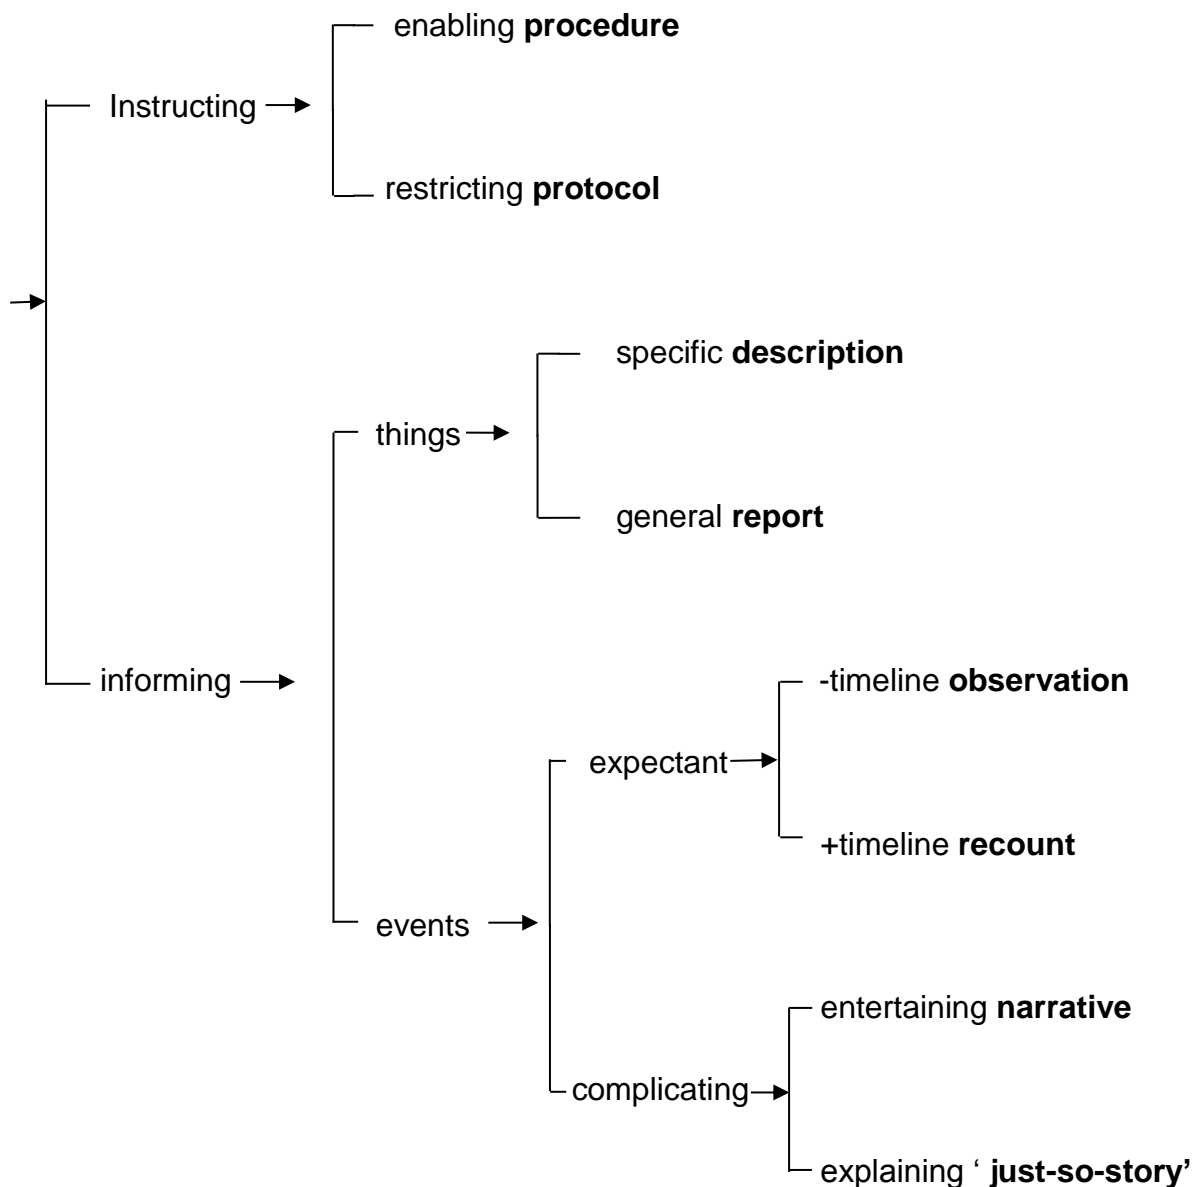 enabling procedure
Instructing
restricting protocol
specific description
things
general report
informing
-timeline observation
expectant
+timeline recount
events
entertaining narrative
complicating
explaining ‘ just-so-story’